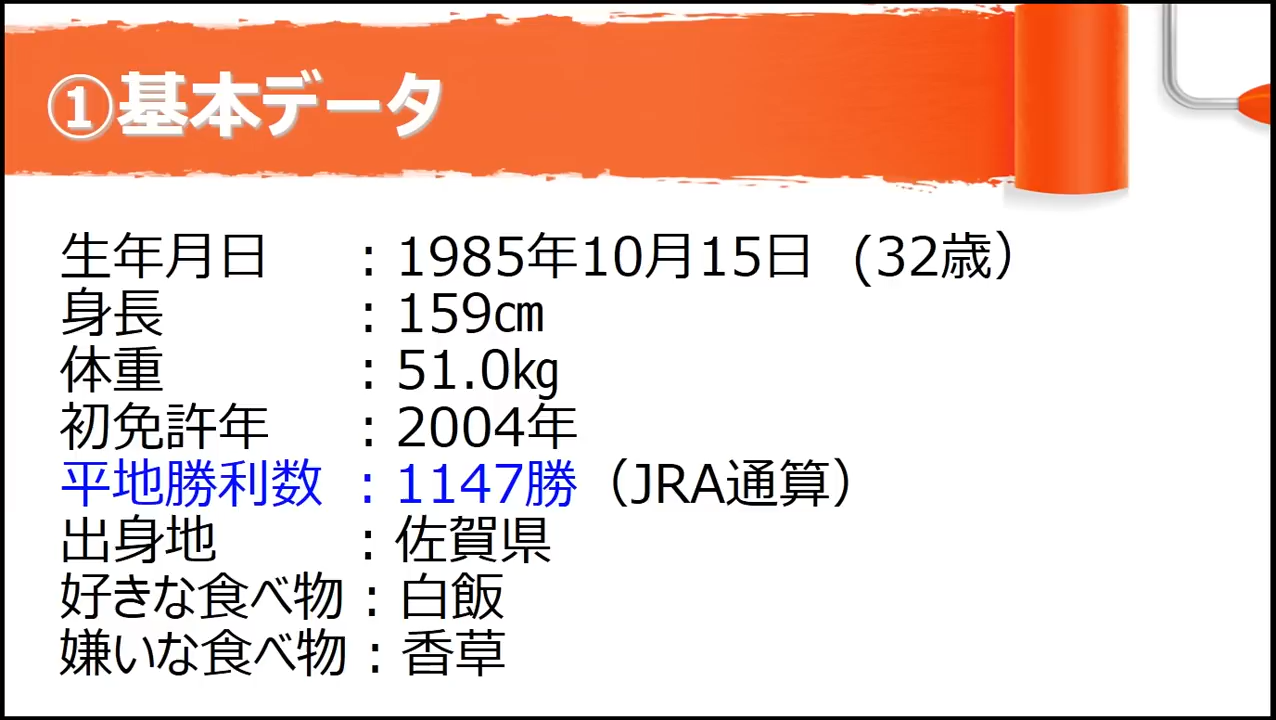 ①基本データ
生年月日　：1985年10月15日 (32歳）
身長　　　：159㎝
体重　　　：51.0㎏
初免許年　：2004年
平地勝利数：1147勝（JRA通算）
出身地　　：佐賀県
好きな食べ物：白飯
嫌いな食べ物：香草